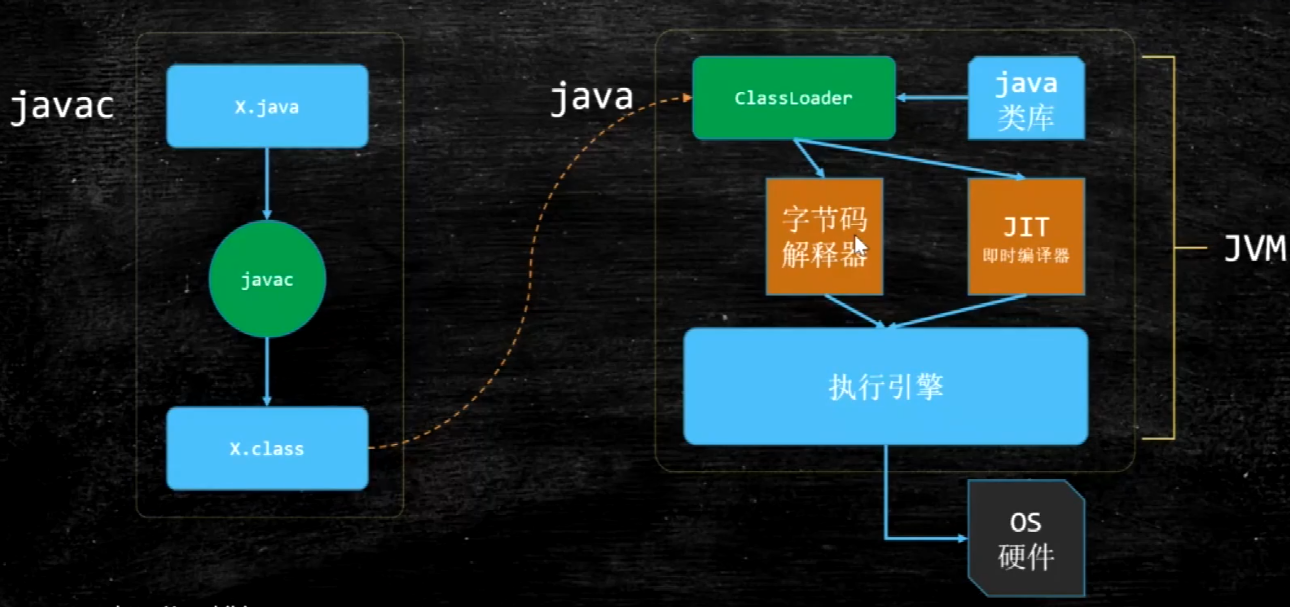 javac
X.java
javac
X.class
java
ClassLoader
java
类库
字节码
解释器
JIT
即时编译器
执行引擎
JVM
OS
硬件